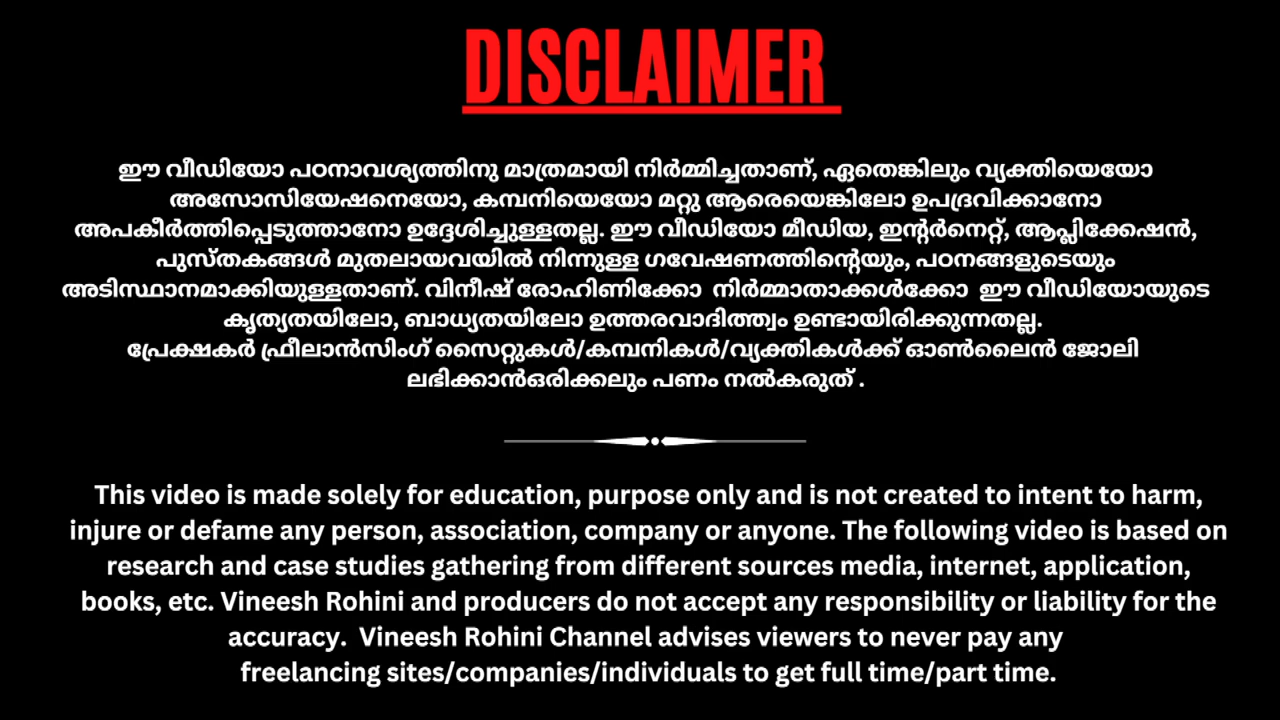 DISCLAIMER
ഈ വീഡിയോ പഠനാവശ്യത്തിനു മാത്രമായി നിർമ്മിച്ചതാണ്, ഏതെങ്കിലും വ്യക്തിയെയോ
അസോസിയേഷനെയോ, കമ്പനിയെയോ മറ്റു ആരെയെങ്കിലോ ഉപദ്രവിക്കാനോ
അപകീർത്തിപ്പെടുത്താനോ ഉദ്ദേശിച്ചുള്ളതല്ല. ഈ വീഡിയോ മീഡിയ, ഇന്റർനെറ്റ്, ആപ്ലിക്കേഷൻ,
പുസ്തകങ്ങൾ മുതലായവയിൽ നിന്നുള്ള ഗവേഷണത്തിന്റെയും, പഠനങ്ങളുടെയും
അടിസ്ഥാനമാക്കിയുള്ളതാണ്. വിനീഷ് രോഹിണിക്കോ നിർമ്മാതാക്കൾക്കോ ഈ വീഡിയോയുടെ
കൃത്യതയിലോ, ബാധ്യതയിലോ ഉത്തരവാദിത്ത്വം ഉണ്ടായിരിക്കുന്നതല്ല.
പ്രേക്ഷകർ ഫ്രീലാൻസിംഗ് സൈറ്റുകൾ/കമ്പനികൾ/വ്യക്തികൾക്ക് ഓൺലൈൻ ജോലി
ലഭിക്കാൻഒരിക്കലും പണം നൽകരുത് .
This video is made solely for education, purpose only and is not created to intent to harm,
injure or defame any person, association, company or anyone. The following video is based on
research and case studies gathering from different sources media, internet, application,
books, etc. Vineesh Rohini and producers do not accept any responsibility or liability for the
accuracy. Vineesh Rohini Channel advises viewers to never pay any
freelancing sites/companies/individuals to get full time/part time.